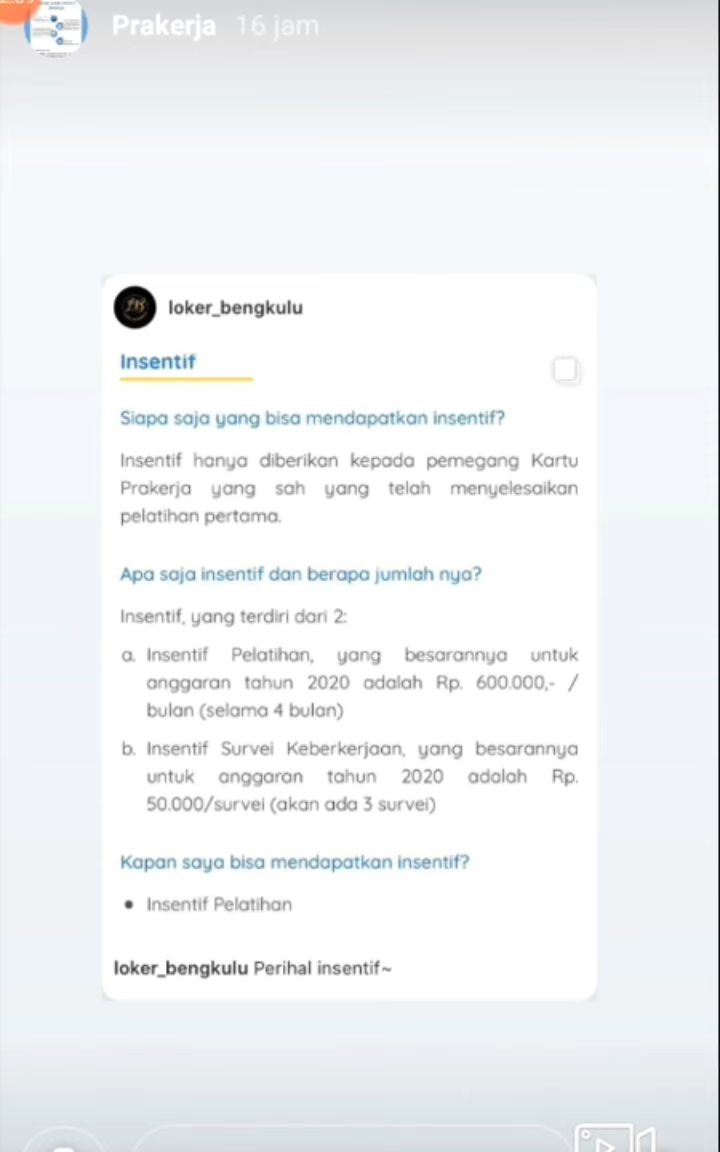 Prakerja 16 jam
loker_bengkulu
Insentif
Siapa saja yang bisa mendapatkan insentif?
Insentif hanya diberikan kepada pemegang Kartu
Prakerja yang sah yang telah menyelesaikan
pelatihan pertama.
Apa saja insentif dan berapa jumlah nya?
Insentif, yang terdiri dari 2:
a. Insentif Pelatihan, yang besarannya untuk
anggaran tahun 2020 adalah Rp. 600.000,- /
bulan (selama 4 bulan)
b. Insentif Survei Keberkerjaan, yang besarannya
untuk anggaran tahun 2020 adalah Rp.
50.000/survei (akan ada 3 survei)
Kapan saya bisa mendapatkan insentif?
• Insentif Pelatihan
loker_bengkulu Perihal insentif~